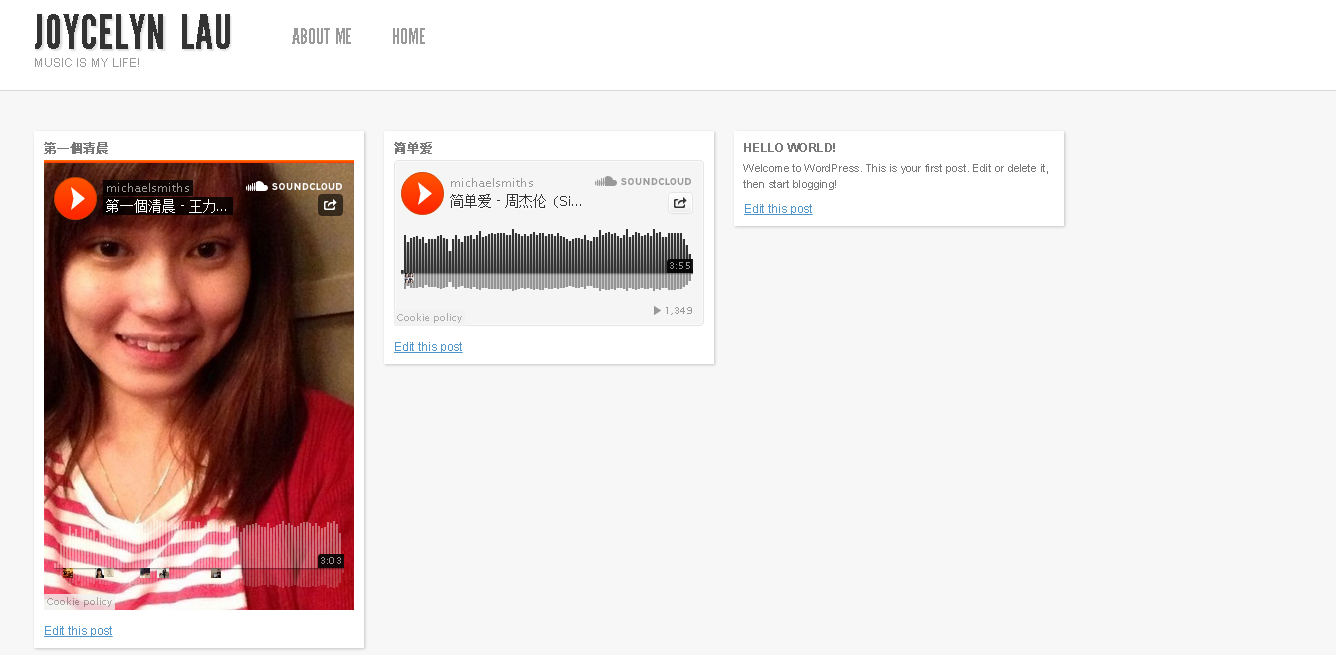 JOYCELYN LAU
MUSIC IS MY LIFE!
ABOUT ME
HOME
第一個清晨
michaelsmiths
SOUNDCLOUD
第一個清晨 - 王力...
3:03
Cookie policy
Edit this post
简单爱
michaelsmiths
SOUNDCLOUD
简单爱 - 周杰伦（Si...
3:55
1,349
Cookie policy
Edit this post
HELLO WORLD!
Welcome to WordPress. This is your first post. Edit or delete it,
then start blogging!
Edit this post